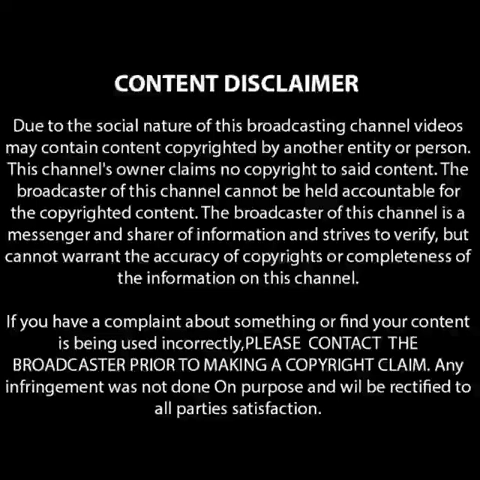 CONTENT DISCLAIMER
Due to the social nature of this broadcasting channel videos
may contain content copyrighted by another entity or person.
This channel's owner claims no copyright to said content. The
broadcaster of this channel cannot be held accountable for
the copyrighted content. The broadcaster of this channel is a
messenger and sharer of information and strives to verify, but
cannot warrant the accuracy of copyrights or completeness of
the information on this channel.
If you have a complaint about something or find your content
is being used incorrectly,PLEASE CONTACT THE
BROADCASTER PRIOR TO MAKING A COPYRIGHT CLAIM. Any
infringement was not done On purpose and wil be rectified to
all parties satisfaction.